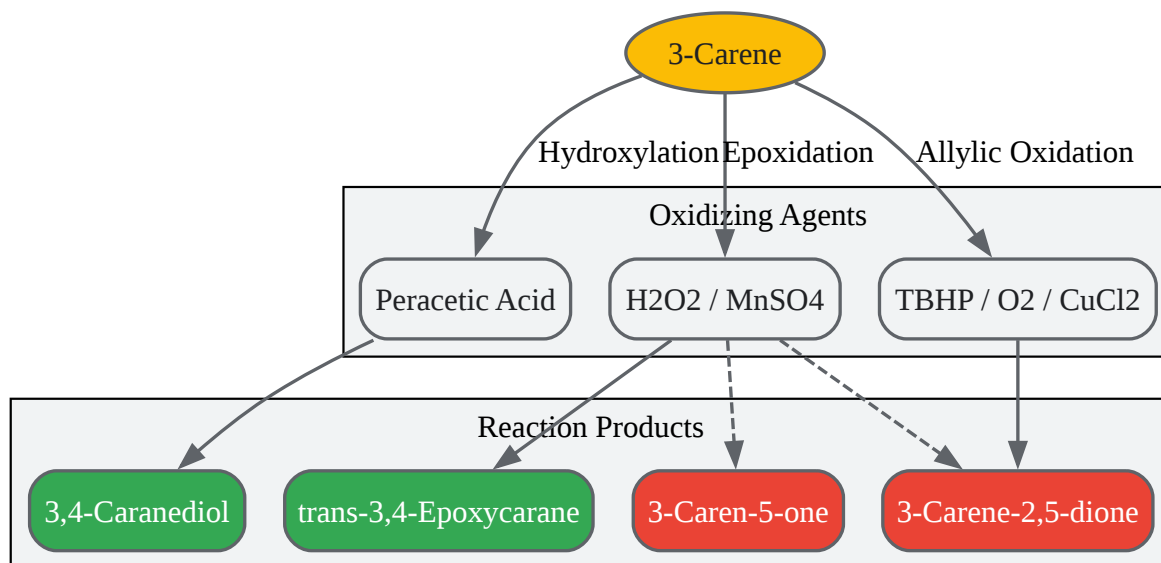 3-Carene
Hydroxylation
Epoxidation
Allylic Oxidation
Oxidizing Agents
Peracetic Acid
H2O2 / MnSO4
TBHP / O2 / CuCl2
Reaction Products
3,4-Caranediol
trans-3,4-Epoxycarane
3-Caren-5-one
3-Carene-2,5-dione